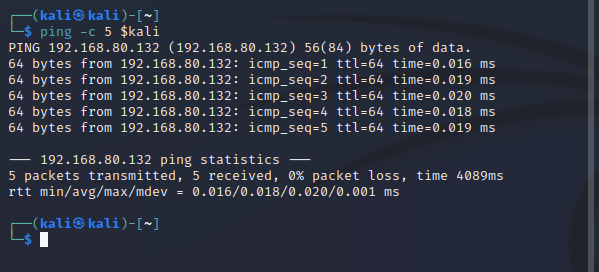 ┌──(kali㉿kali)-[~]
└─$ ping -c 5 $kali
PING 192.168.80.132 (192.168.80.132) 56(84) bytes of data.
64 bytes from 192.168.80.132: icmp_seq=1 ttl=64 time=0.016 ms
64 bytes from 192.168.80.132: icmp_seq=2 ttl=64 time=0.019 ms
64 bytes from 192.168.80.132: icmp_seq=3 ttl=64 time=0.020 ms
64 bytes from 192.168.80.132: icmp_seq=4 ttl=64 time=0.018 ms
64 bytes from 192.168.80.132: icmp_seq=5 ttl=64 time=0.019 ms
--- 192.168.80.132 ping statistics ---
5 packets transmitted, 5 received, 0% packet loss, time 4089ms
rtt min/avg/max/mdev = 0.016/0.018/0.020/0.001 ms
┌──(kali㉿kali)-[~]
└─$